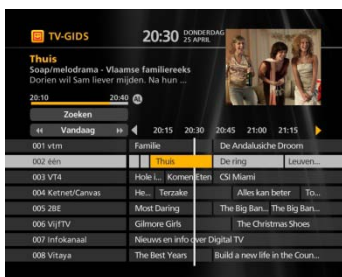 TV-GIDS 20:30 DONDERDAG 25 APRIL
Thuis
Soap/melodrama - Vlaamse familiereeks
Dorien wil Sam liever mijden. Na hun ...
20:10 20:40 AL
Zoeken
Vandaag 20:15 20:30 20:45 21:00 21:15
001 vtm Familie De Andalusiche Droom
002 één Thuis De ring Leuven...
003 VT4 Hole i... Komen Eten CSI Miami
004 Ketnet/Canvas He... Terzake Alles kan beter To...
005 2BE Most Daring The Big Ban... The Big Ban...
006 VijfTV Gilmore Girls The Christmas Shoes
007 Infokanaal Nieuws en info over Digital TV
008 Vitaya The Best Years Build a new life in the Coun...